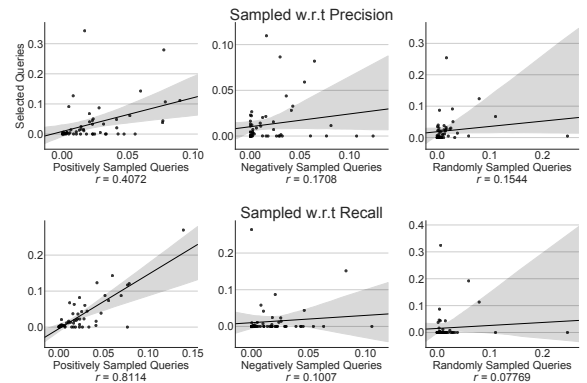 Sampled w.r.t Precision
Selected Queries
0.3
0.2
0.1
0.0
0.00 0.05 0.10
Positively Sampled Queries
r = 0.4072
0.10
0.05
0.00
0.00 0.05 0.10
Negatively Sampled Queries
r = 0.1708
0.3
0.2
0.1
0.0
0.0 0.1 0.2
Randomly Sampled Queries
r = 0.1544
Sampled w.r.t Recall
0.2
0.1
0.0
0.00 0.05 0.10 0.15
Positively Sampled Queries
r = 0.8114
0.2
0.1
0.0
0.00 0.05 0.10
Negatively Sampled Queries
r = 0.1007
0.4
0.3
0.2
0.1
0.0
0.0 0.1 0.2
Randomly Sampled Queries
r = 0.07769